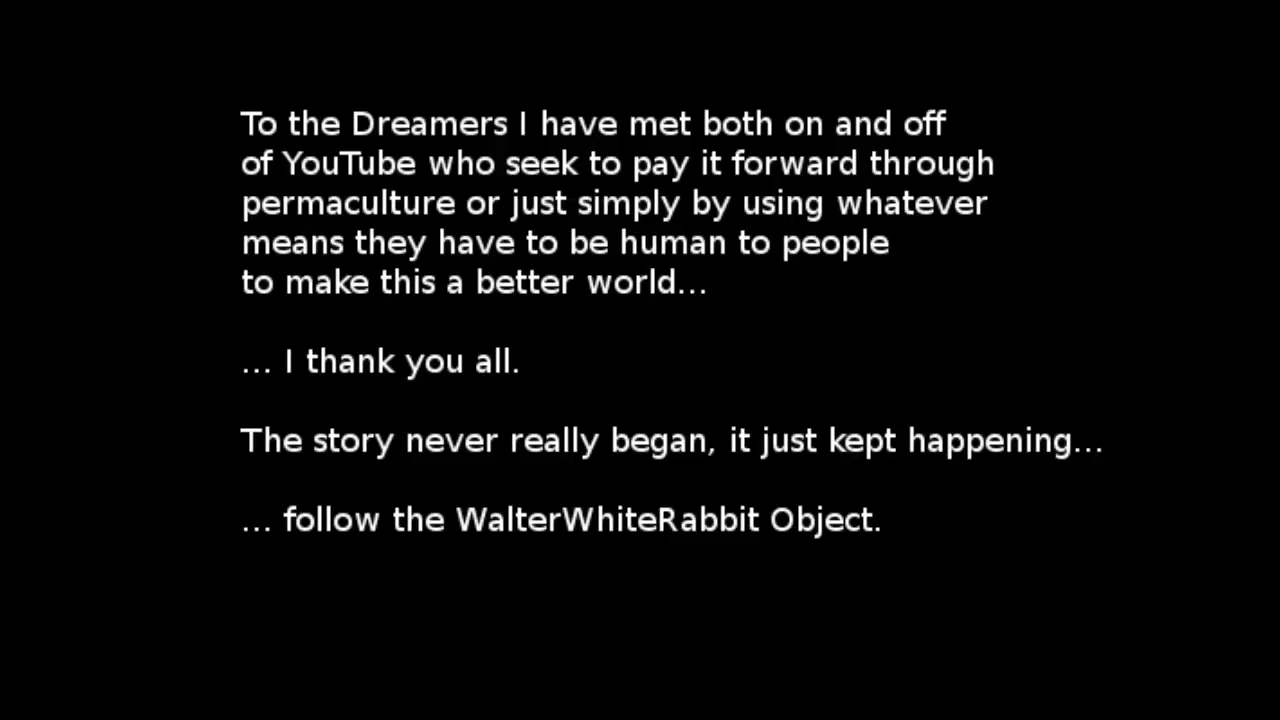 To the Dreamers I have met both on and off
of YouTube who seek to pay it forward through
permaculture or just simply by using whatever
means they have to be human to people
to make this a better world...
... I thank you all.
The story never really began, it just kept happening...
... follow the WalterWhiteRabbit Object.